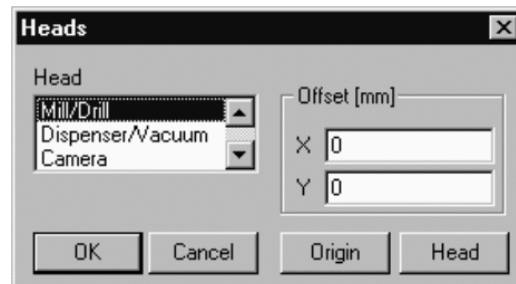 Heads
Head
Mill/Drill
Dispenser/Vacuum
Camera
Offset [mm]
X 0
Y 0
OK Cancel Origin Head